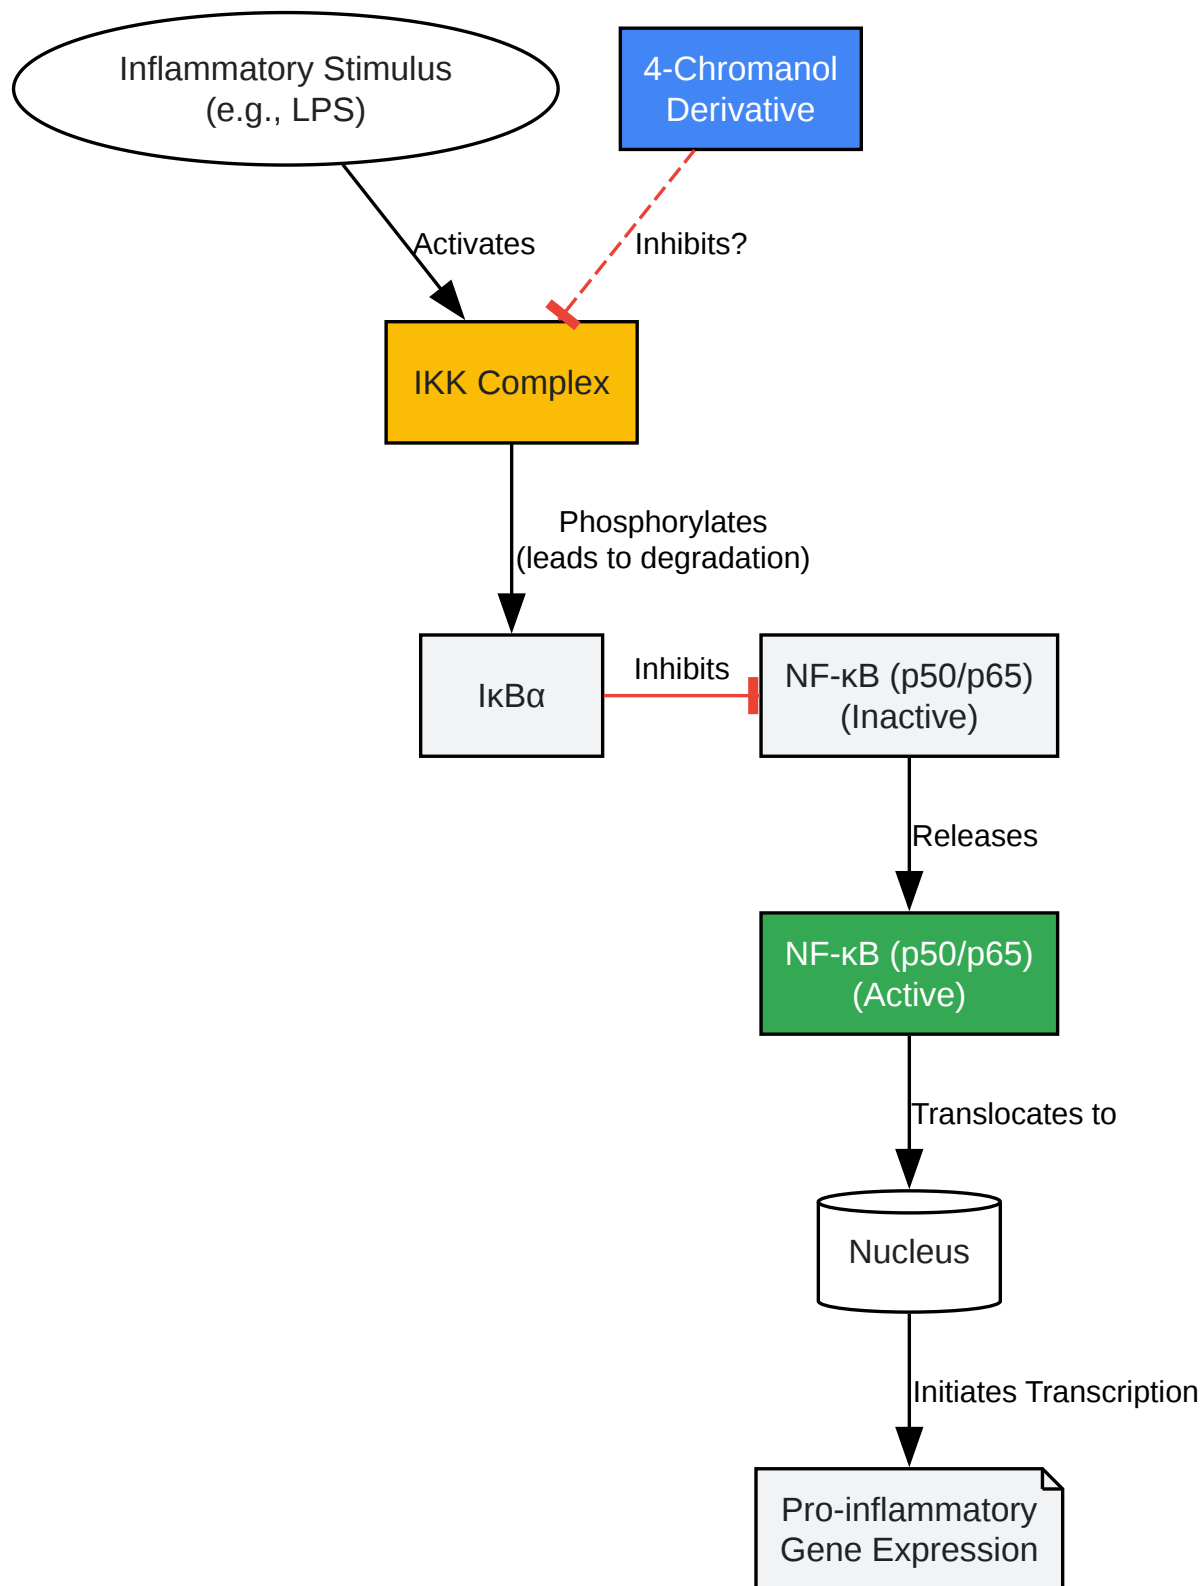 Inflammatory Stimulus
(e.g., LPS)
4-Chromanol
Derivative
Activates
Inhibits?
IKK Complex
Phosphorylates
(leads to degradation)
IκBα
Inhibits
NF-κB (p50/p65)
(Inactive)
Releases
NF-κB (p50/p65)
(Active)
Translocates to
Nucleus
Initiates Transcription
Pro-inflammatory
Gene Expression